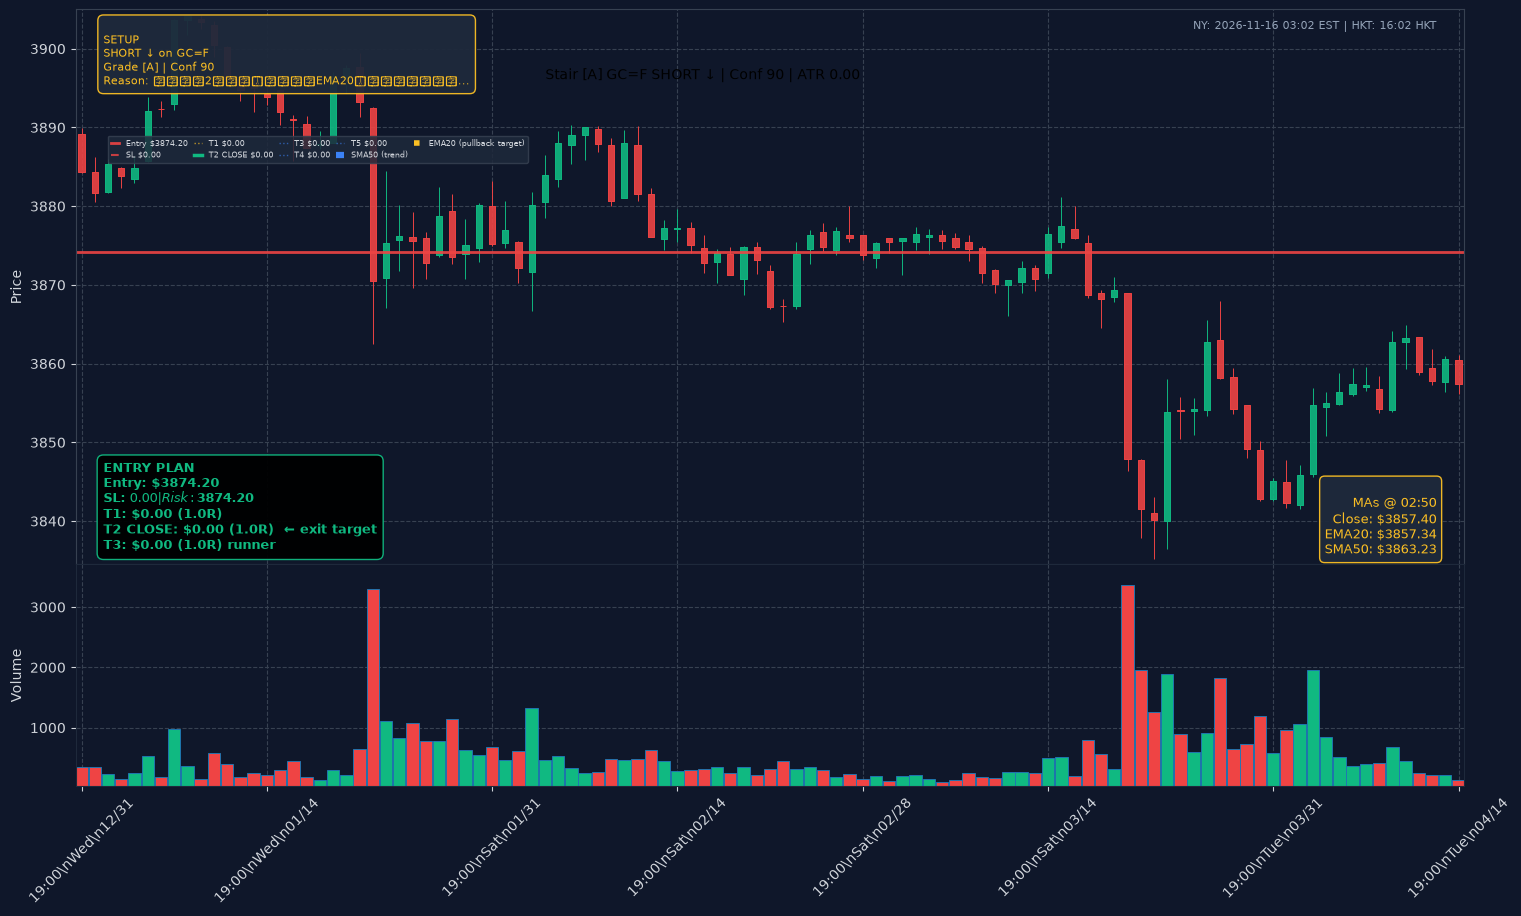 NY: 2026-11-16 03:02 EST | HKT: 16:02 HKT
SETUP
SHORT ↓ on GC=F
Grade [A] | Conf 90
Reason: 2 EMA20 ...
Stair [A] GC=F SHORT ↓ | Conf 90 | ATR 0.00
Entry $3874.20 T1 $0.00 T3 $0.00 T5 $0.00 EMA20 (pullback target)
SL $0.00 T2 CLOSE $0.00 T4 $0.00 SMA50 (trend)
Price
3900
3890
3880
3870
3860
3850
3840
ENTRY PLAN
Entry: $3874.20
SL: 0.00|Risk:3874.20
T1: $0.00 (1.0R)
T2 CLOSE: $0.00 (1.0R) ← exit target
T3: $0.00 (1.0R) runner
MAs @ 02:50
Close: $3857.40
EMA20: $3857.34
SMA50: $3863.23
Volume
3000
2000
1000
19:00\nWed\n12/31
19:00\nWed\n01/14
19:00\nSat\n01/31
19:00\nSat\n02/14
19:00\nSat\n02/28
19:00\nSat\n03/14
19:00\nTue\n03/31
19:00\nTue\n04/14